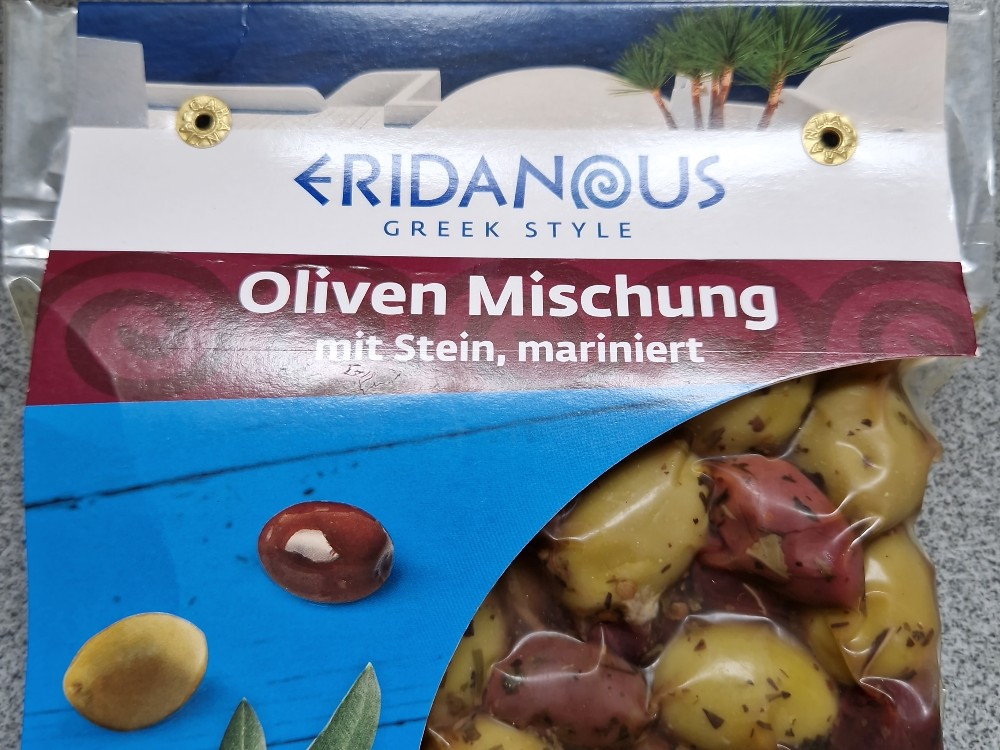 ERIDANOUS
GREEK STYLE
Oliven Mischung
mit Stein, mariniert